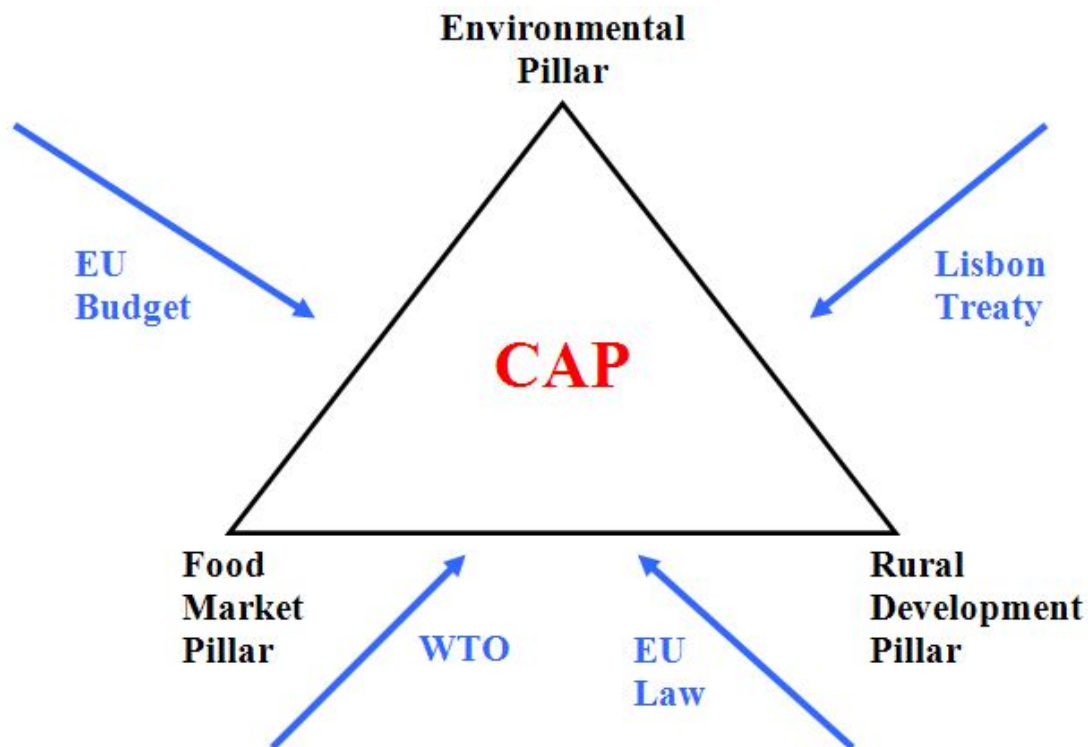 Environmental
Pillar
EU
Budget
Lisbon
Treaty
CAP
Food
Market
Pillar
WTO
EU
Law
Rural
Development
Pillar